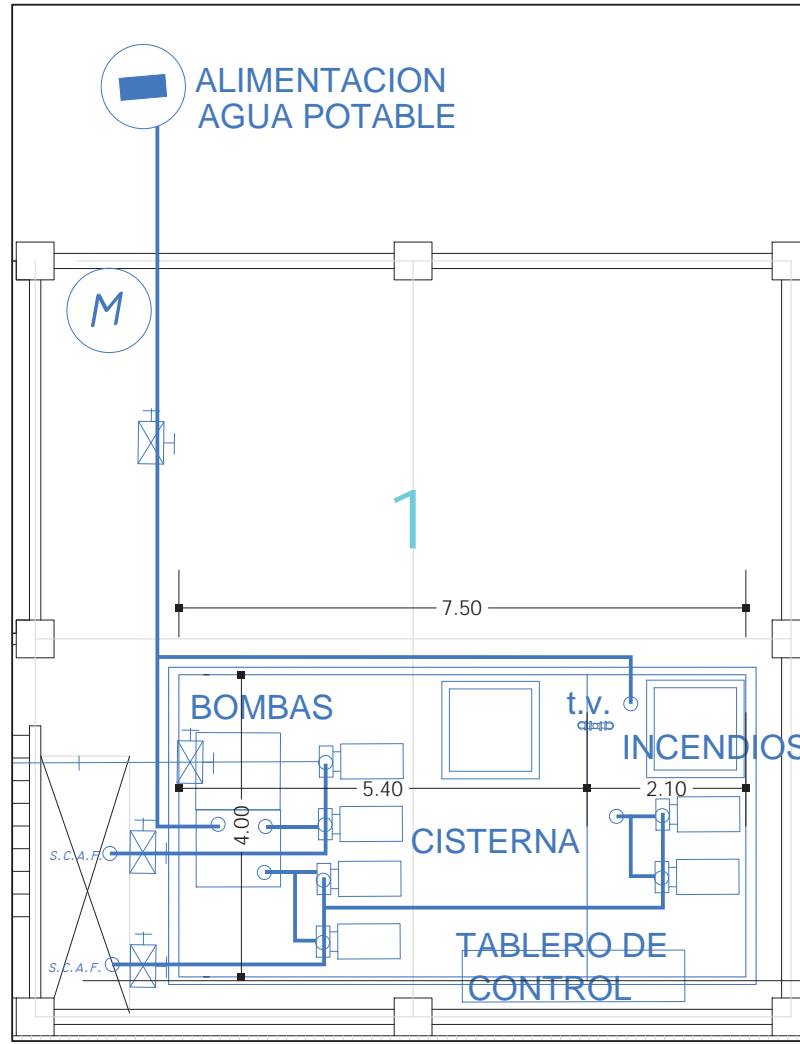 ALIMENTACION
AGUA POTABLE
M
1
7.50
BOMBAS
t.v.
INCENDIOS
5.40
2.10
4.00
CISTERNA
S.C.A.F.
TABLERO DE
CONTROL
S.C.A.F.